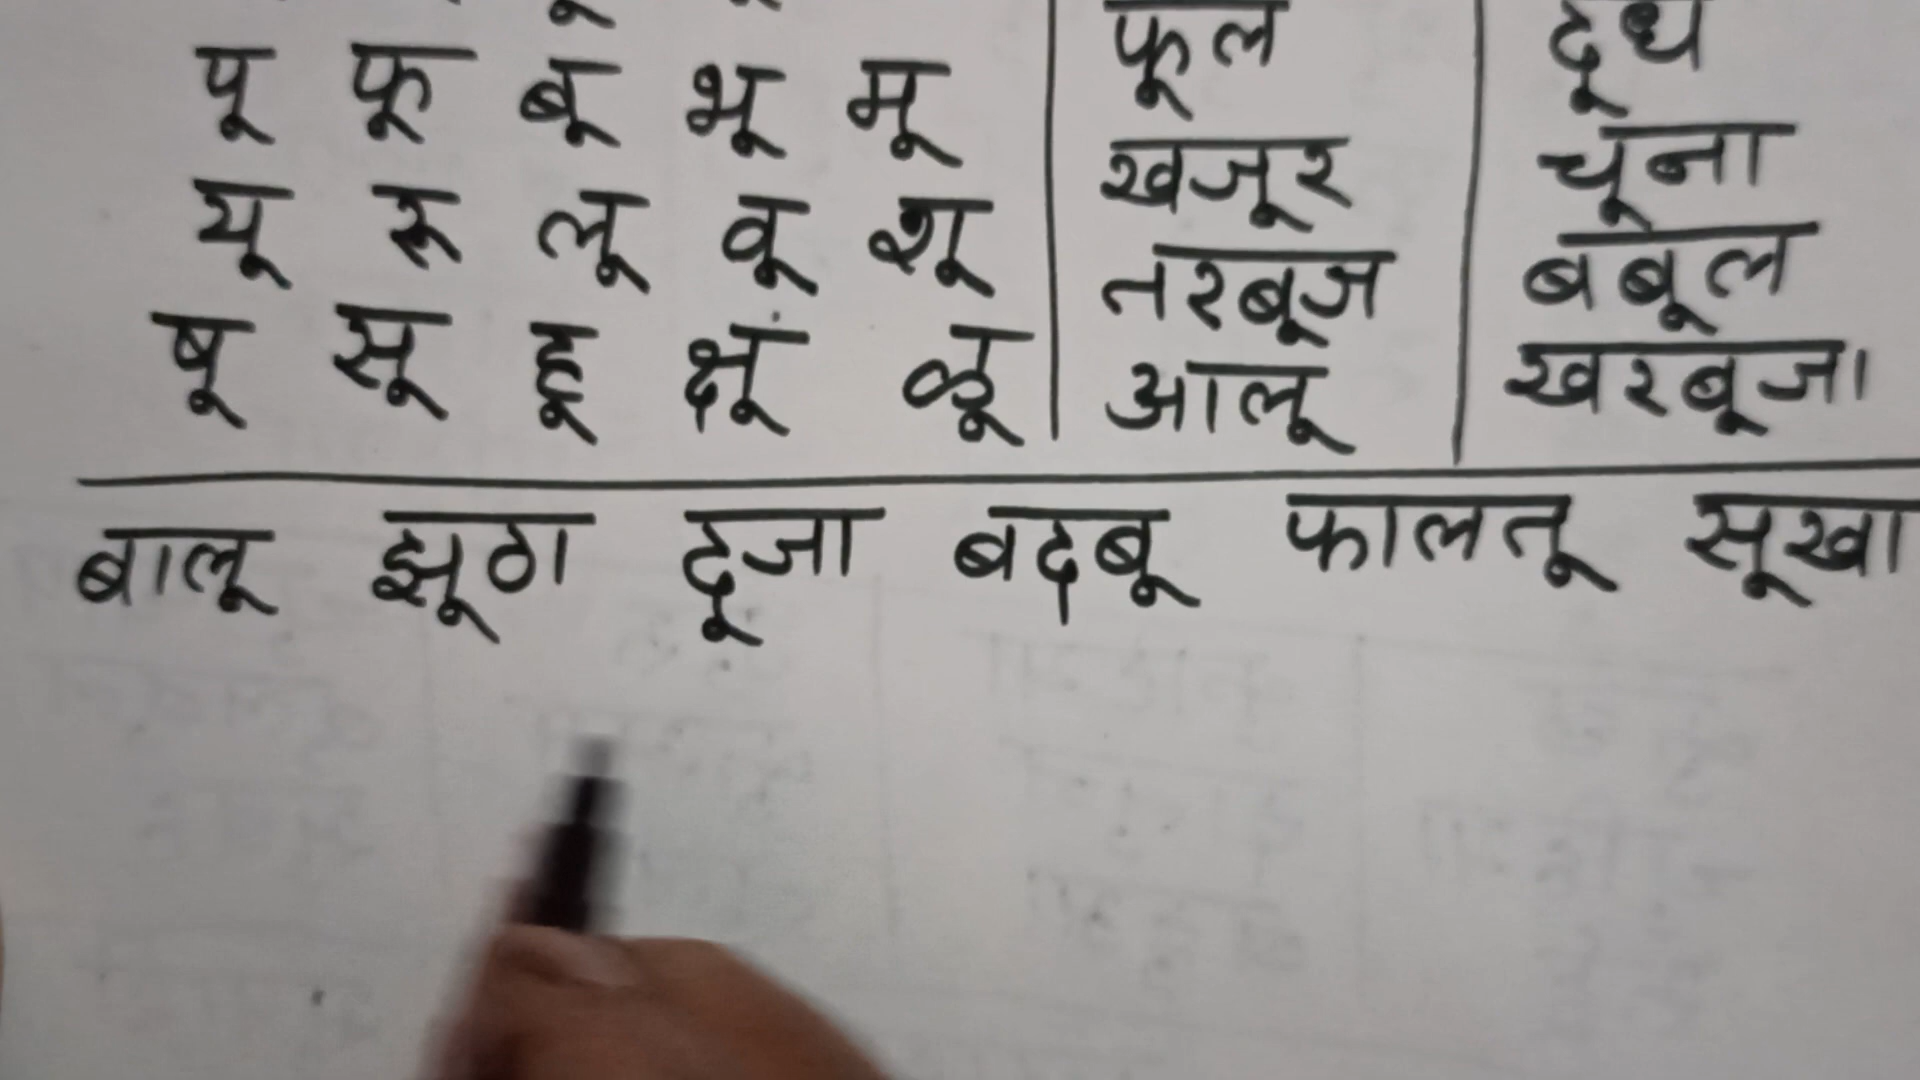 फूल दूध
पू फू बू भू मू
खजूर चूना
यू रू लू वू शू
तरबूज बबूल
षू सू हू क्षू ळू
आलू खरबूजा
बालू झूठा दूजा बदबू फालतू सूखा